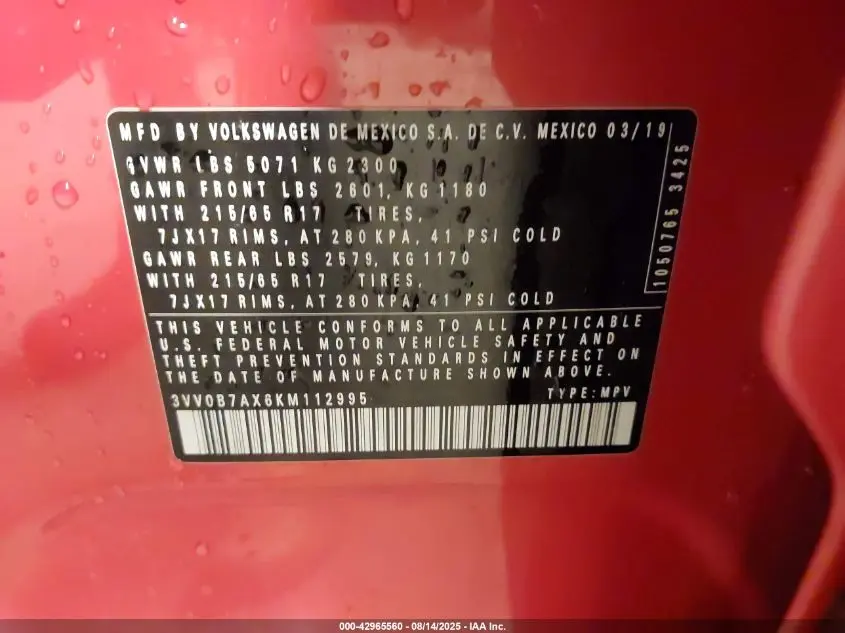 MFD BY VOLKSWAGEN DE MEXICO S.A. DE C.V. MEXICO 03/19
GVWR LBS 5071 KG 2300
GAWR FRONT LBS 2601, KG 1180
WITH 215/65 R17 TIRES,
7JX17 RIMS, AT 280 KPA, 41 PSI COLD
GAWR REAR LBS 2579, KG 1170
WITH 215/65 R17 TIRES,
7JX17 RIMS, AT 280 KPA, 41 PSI COLD
1050765 3425
THIS VEHICLE CONFORMS TO ALL APPLICABLE
U.S. FEDERAL MOTOR VEHICLE SAFETY AND
THEFT PREVENTION STANDARDS IN EFFECT ON
THE DATE OF MANUFACTURE SHOWN ABOVE.
3VV0B7AX6KM112995 TYPE: MPV
000-42965560 - 08/14/2025 - IAA Inc.